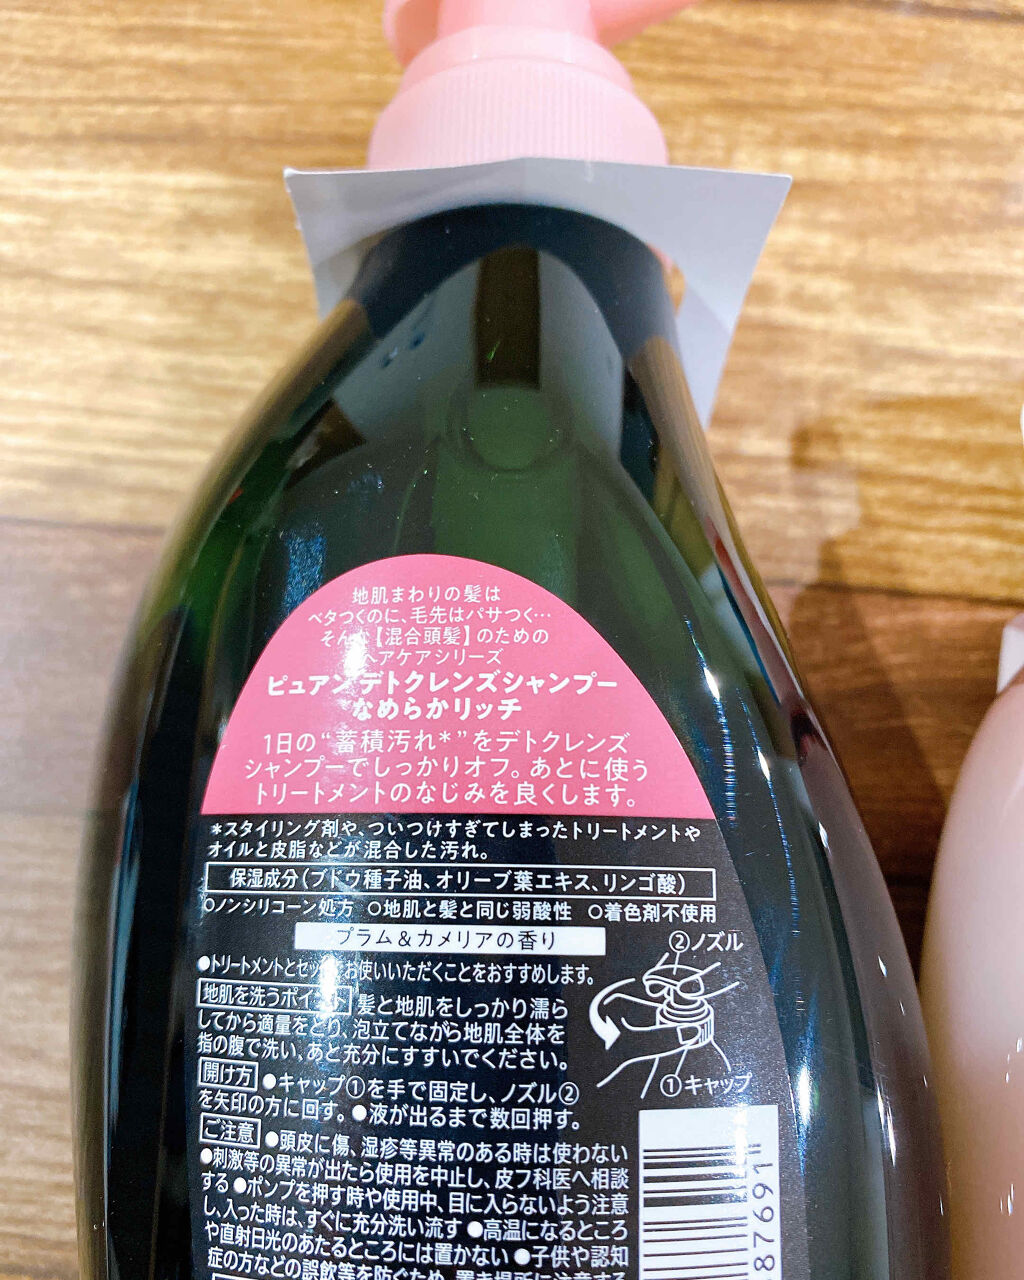 地肌まわりの髪は
ベタつくのに、毛先はパサつく…
そんな【混合頭髪】のための
ヘアケアシリーズ
ピュアン デトクレンズシャンプー
なめらかリッチ
1日の“蓄積汚れ*”をデトクレンズ
シャンプーでしっかりオフ。あとに使う
トリートメントのなじみを良くします。
*スタイリング剤や、ついつけすぎてしまったトリートメントや
オイルと皮脂などが混合した汚れ。
保湿成分(ブドウ種子油、オリーブ葉エキス、リンゴ酸)
○ノンシリコーン処方 ○地肌と髪と同じ弱酸性 ○着色剤不使用
プラム&カメリアの香り
●トリートメントとセットでお使いいただくことをおすすめします。
地肌を洗うポイント 髪と地肌をしっかり濡ら
してから適量をとり、泡立てながら地肌全体を
指の腹で洗い、あと充分にすすいでください。
②ノズル
①キャップ
開け方 ●キャップ①を手で固定し、ノズル②
を矢印の方に回す。●液が出るまで数回押す。
ご注意 ●頭皮に傷、湿疹等異常のある時は使わない
●刺激等の異常が出たら使用を中止し、皮フ科医へ相談
する ●ポンプを押す時や使用中、目に入らないよう注意
し、入った時は、すぐに充分洗い流す ●高温になるところ
や直射日光のあたるところには置かない ●子供や認知
症の方などの誤飲等を防ぐため、置き場所に注意する
87691